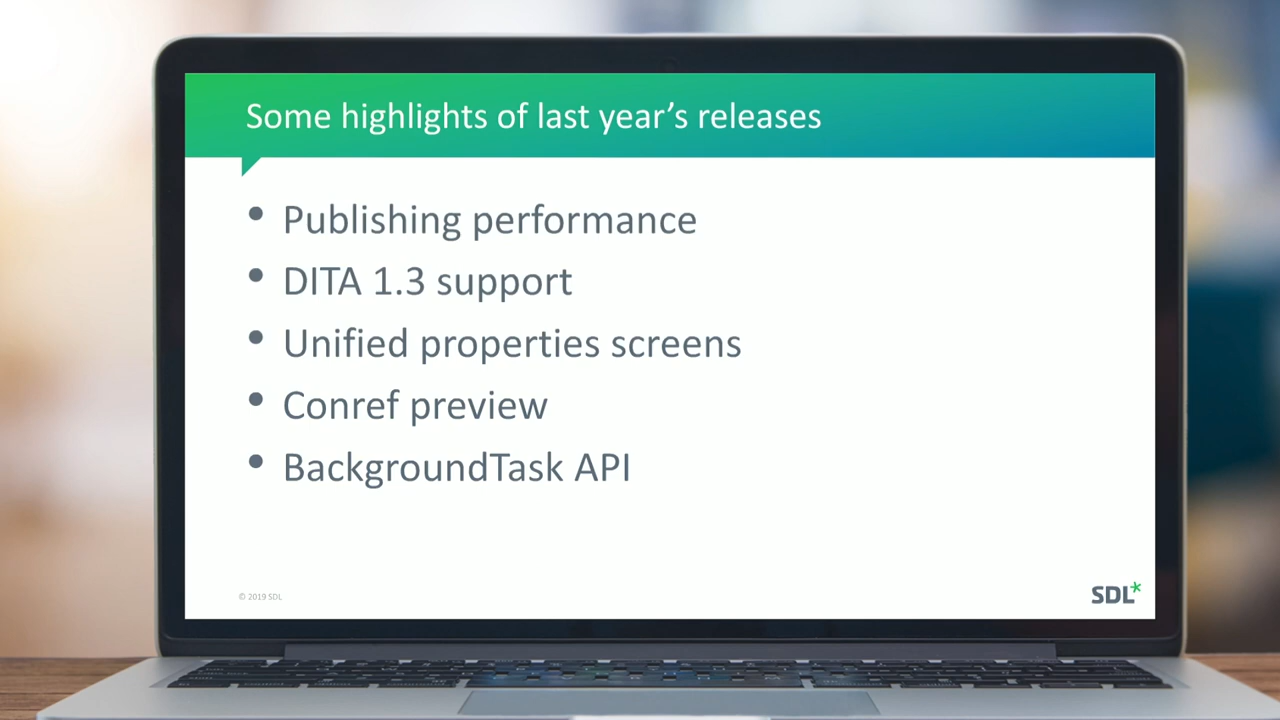 Some highlights of last year’s releases
• Publishing performance
• DITA 1.3 support
• Unified properties screens
• Conref preview
• BackgroundTask API
© 2019 SDL
SDL*